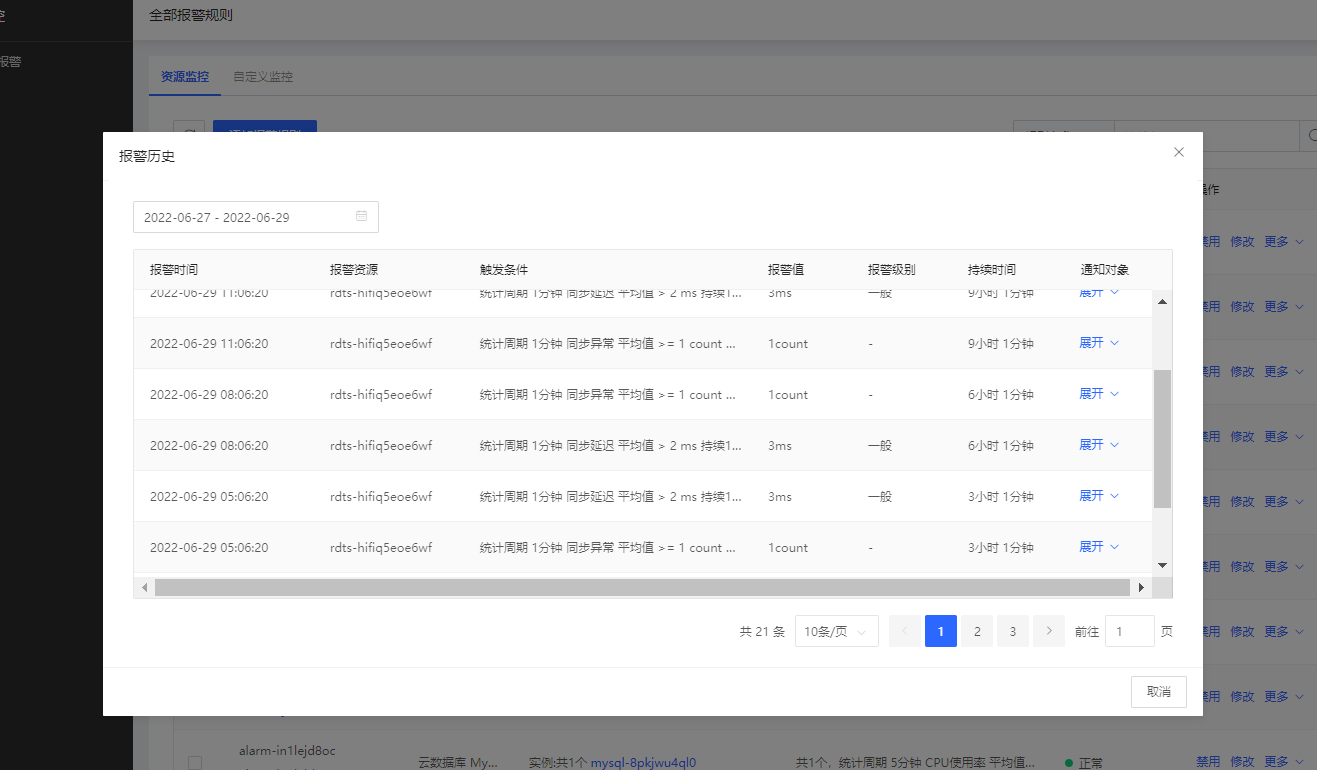 全部报警规则
报警
资源监控 自定义监控
报警历史
2022-06-27 - 2022-06-29
报警时间 报警资源 触发条件 报警值 报警级别 持续时间 通知对象
2022-06-29 11:06:20 rdts-hifiq5eoe6wf 统计周期 1分钟 同步延迟 平均值 > 2 ms 持续1... 3ms 一般 9小时 1分钟 展开
2022-06-29 11:06:20 rdts-hifiq5eoe6wf 统计周期 1分钟 同步异常 平均值 >= 1 count ... 1count - 9小时 1分钟 展开
2022-06-29 08:06:20 rdts-hifiq5eoe6wf 统计周期 1分钟 同步异常 平均值 >= 1 count ... 1count - 6小时 1分钟 展开
2022-06-29 08:06:20 rdts-hifiq5eoe6wf 统计周期 1分钟 同步延迟 平均值 > 2 ms 持续1... 3ms 一般 6小时 1分钟 展开
2022-06-29 05:06:20 rdts-hifiq5eoe6wf 统计周期 1分钟 同步延迟 平均值 > 2 ms 持续1... 3ms 一般 3小时 1分钟 展开
2022-06-29 05:06:20 rdts-hifiq5eoe6wf 统计周期 1分钟 同步异常 平均值 >= 1 count ... 1count - 3小时 1分钟 展开
共 21 条 10条/页 1 2 3 前往 1 页
取消
操作
禁用 修改 更多
禁用 修改 更多
禁用 修改 更多
禁用 修改 更多
禁用 修改 更多
禁用 修改 更多
禁用 修改 更多
禁用 修改 更多
alarm-in1lejd8oc
云数据库 My... 实例:共1个 mysql-8pkjwu4ql0 共1个，统计周期 5分钟 CPU使用率 平均值... 正常 禁用 修改 更多